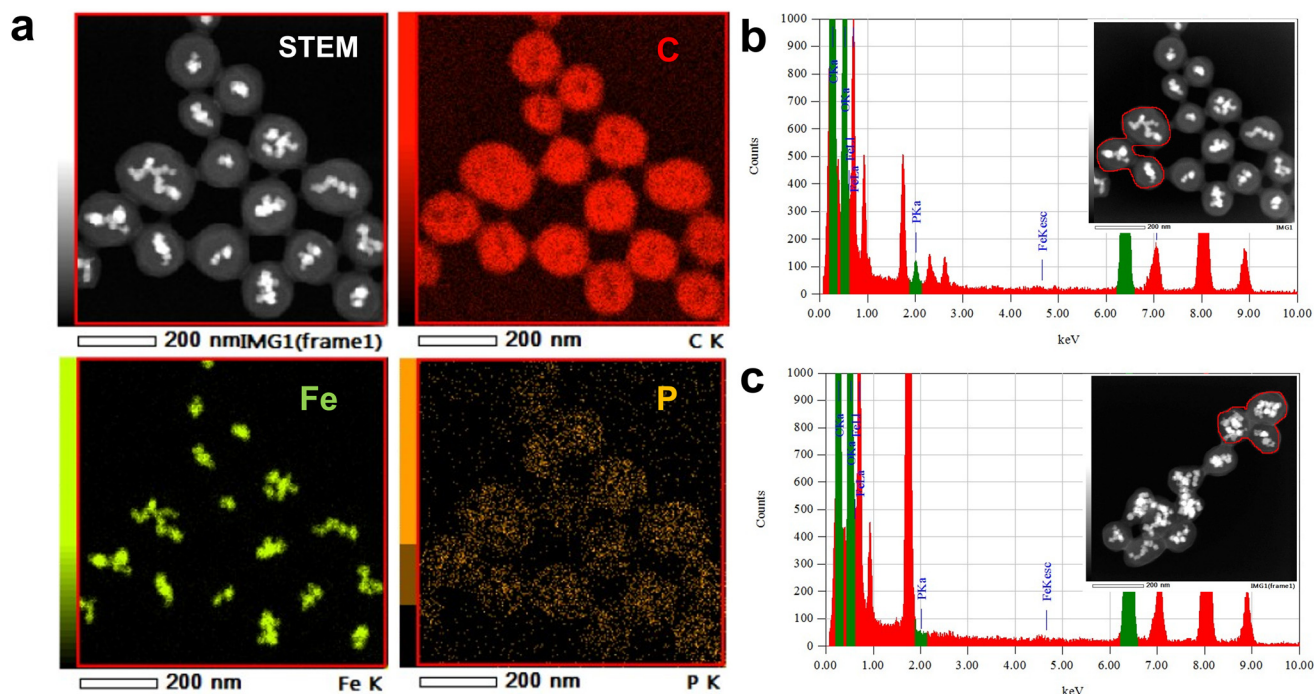 a
STEM
C
200 nm IMG1(frame1)
200 nm
C K
Fe
P
200 nm
Fe K
200 nm
P K
b
1000
900
800
700
600
500
400
300
200
100
0
Counts
CKa
OKa
FeLl
FeLa
PKa
FeKesc
200 nm
IMG1
0.00 1.00 2.00 3.00 4.00 5.00 6.00 7.00 8.00 9.00 10.00
keV
c
1000
900
800
700
600
500
400
300
200
100
0
Counts
CKa
OKa
FeLl
FeLa
PKa
FeKesc
200 nm
IMG1(frame1)
0.00 1.00 2.00 3.00 4.00 5.00 6.00 7.00 8.00 9.00 10.00
keV